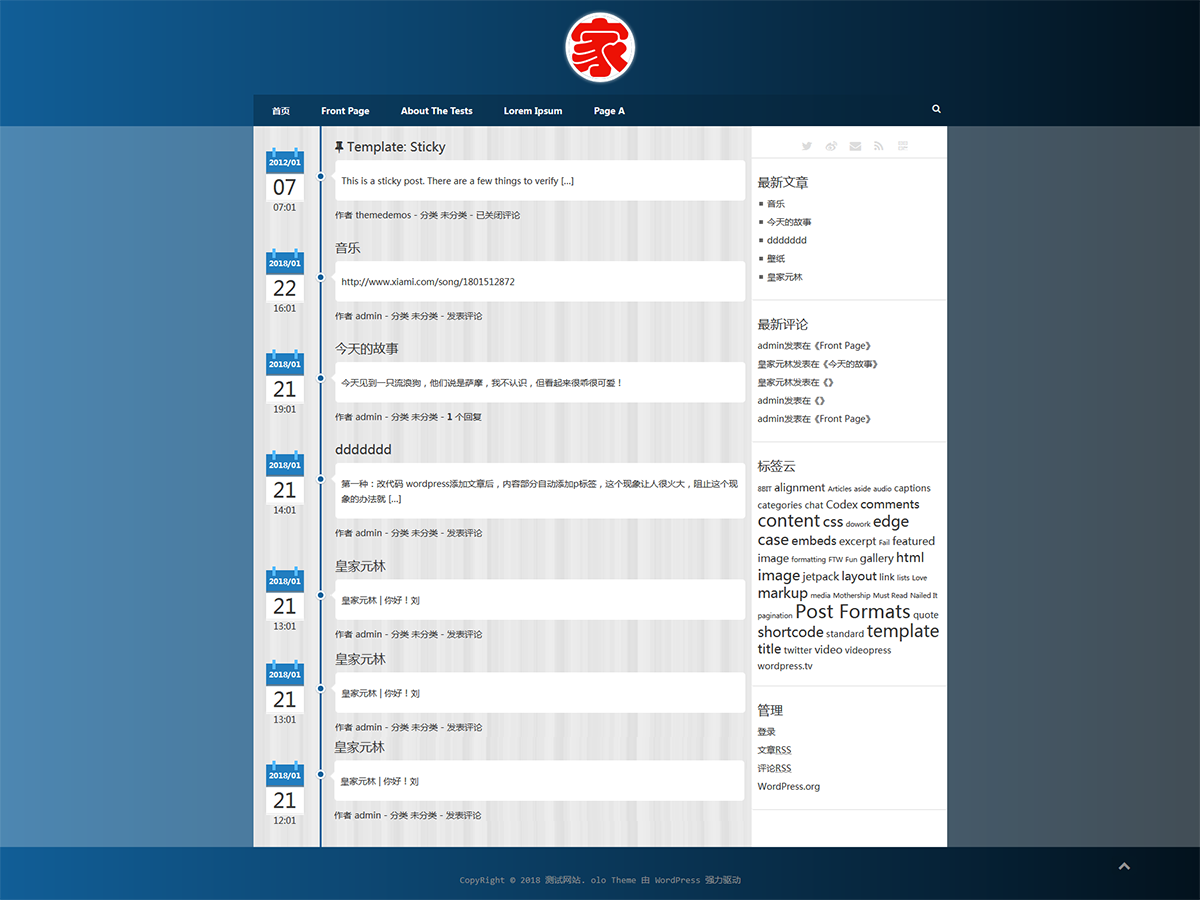 家
首页 Front Page About The Tests Lorem Ipsum Page A
2012/01
07
07:01
Template: Sticky
This is a sticky post. There are a few things to verify [...]
作者 themedemos - 分类 未分类 - 已关闭评论
2018/01
22
16:01
音乐
http://www.xiami.com/song/1801512872
作者 admin - 分类 未分类 - 发表评论
2018/01
21
19:01
今天的故事
今天见到一只流浪狗，他们说是萨摩，我不认识，但看起来很乖很可爱！
作者 admin - 分类 未分类 - 1 个回复
2018/01
21
14:01
ddddddd
第一种：改代码 wordpress添加文章后，内容部分自动添加p标签，这个现象让人很火大，阻止这个现
象的办法就 [...]
作者 admin - 分类 未分类 - 发表评论
2018/01
21
13:01
皇家元林
皇家元林 | 你好！刘
作者 admin - 分类 未分类 - 发表评论
2018/01
21
13:01
皇家元林
皇家元林 | 你好！刘
作者 admin - 分类 未分类 - 发表评论
2018/01
21
12:01
皇家元林
皇家元林 | 你好！刘
作者 admin - 分类 未分类 - 发表评论
最新文章
音乐
今天的故事
ddddddd
壁纸
皇家元林
最新评论
admin发表在《Front Page》
皇家元林发表在《今天的故事》
皇家元林发表在《》
admin发表在《》
admin发表在《Front Page》
标签云
8BIT alignment Articles aside audio captions
categories chat Codex comments
content css dowork edge
case embeds excerpt Fail featured
image formatting FTW Fun gallery html
image jetpack layout link lists Love
markup media Mothership Must Read Nailed It
pagination Post Formats quote
shortcode standard template
title twitter video videopress
wordpress.tv
管理
登录
文章RSS
评论RSS
WordPress.org
CopyRight © 2018 测试网站. olo Theme 由 WordPress 强力驱动